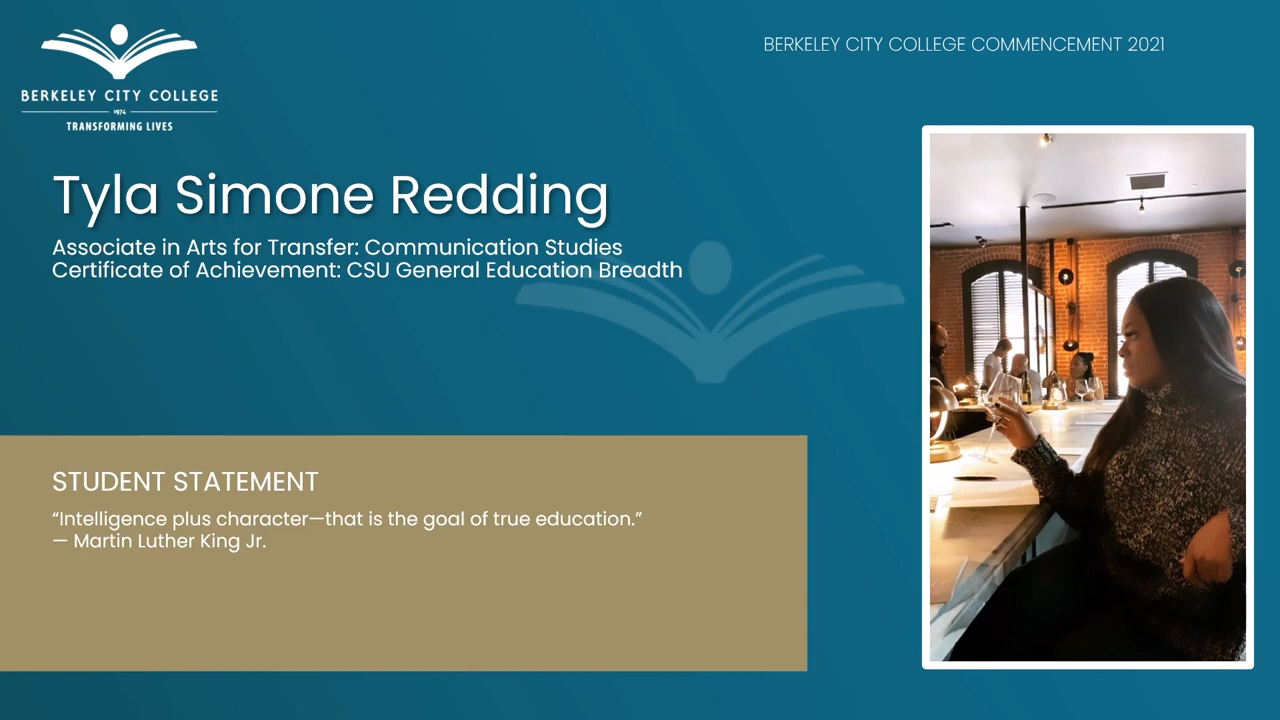 BERKELEY CITY COLLEGE
1974
TRANSFORMING LIVES
BERKELEY CITY COLLEGE COMMENCEMENT 2021
Tyla Simone Redding
Associate in Arts for Transfer: Communication Studies
Certificate of Achievement: CSU General Education Breadth
STUDENT STATEMENT
“Intelligence plus character—that is the goal of true education.”
— Martin Luther King Jr.